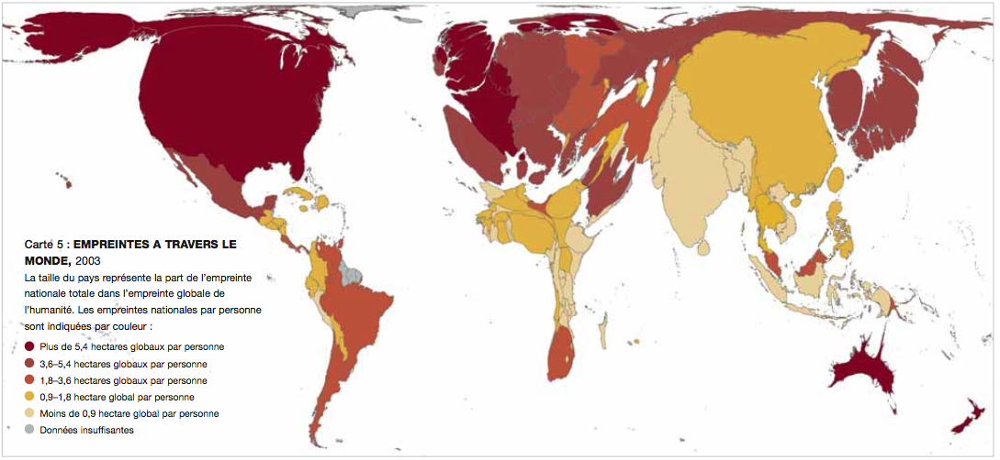 Carte 5 : EMPREINTES A TRAVERS LE
MONDE, 2003
La taille du pays représente la part de l'empreinte
nationale totale dans l'empreinte globale de
l'humanité. Les empreintes nationales par personne
sont indiquées par couleur :
Plus de 5,4 hectares globaux par personne
3,6–5,4 hectares globaux par personne
1,8–3,6 hectares globaux par personne
0,9–1,8 hectare global par personne
Moins de 0,9 hectare global par personne
Données insuffisantes